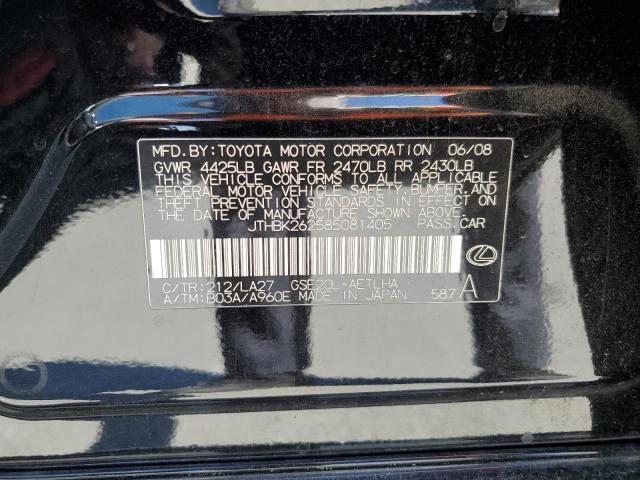 MFD. BY: TOYOTA MOTOR CORPORATION 06/08
GVWR 4425LB GAWR FR 2470LB RR 2430LB
THIS VEHICLE CONFORMS TO ALL APPLICABLE
FEDERAL MOTOR VEHICLE SAFETY, BUMPER, AND
THEFT PREVENTION STANDARDS IN EFFECT
ON THE DATE OF MANUFACTURE SHOWN ABOVE.
JTHBK262585081405 PASS. CAR
C/TR: 212/LA27 GSE20L-AETLHA
A/TM: B03A/A960E MADE IN JAPAN 587 A